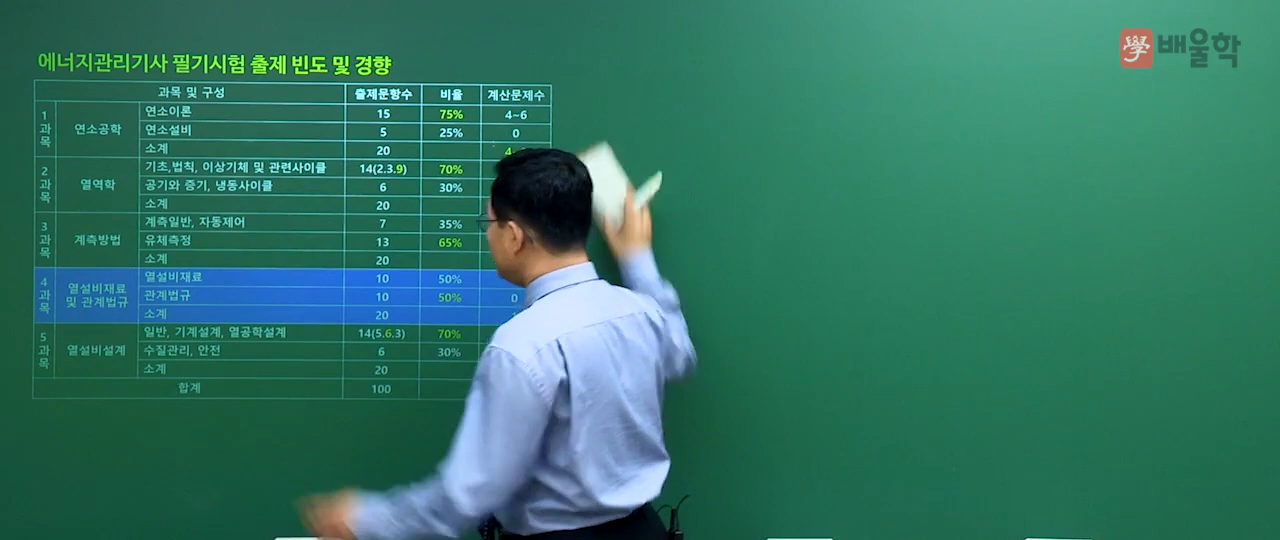 學 배울학
에너지관리기사 필기시험 출제 빈도 및 경향
과목 및 구성 출제문항수 비율 계산문제수
1과목 연소공학 연소이론 15 75% 4~6
연소설비 5 25% 0
소계 20 4
2과목 열역학 기초,법칙, 이상기체 및 관련사이클 14(2.3.9) 70%
공기와 증기, 냉동사이클 6 30%
소계 20
3과목 계측방법 계측일반, 자동제어 7 35%
유체측정 13 65%
소계 20
4과목 열설비재료 및 관계법규 열설비재료 10 50%
관계법규 10 50% 0
소계 20
5과목 열설비설계 일반, 기계설계, 열공학설계 14(5.6.3) 70%
수질관리, 안전 6 30%
소계 20
합계 100